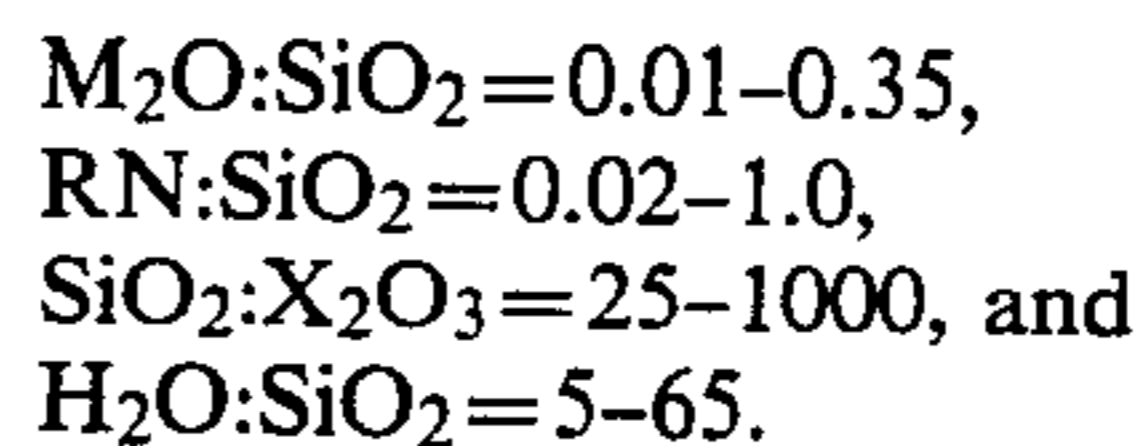 M₂O:SiO₂=0.01–0.35,
RN:SiO₂=0.02–1.0,
SiO₂:X₂O₃=25–1000, and
H₂O:SiO₂=5–65.